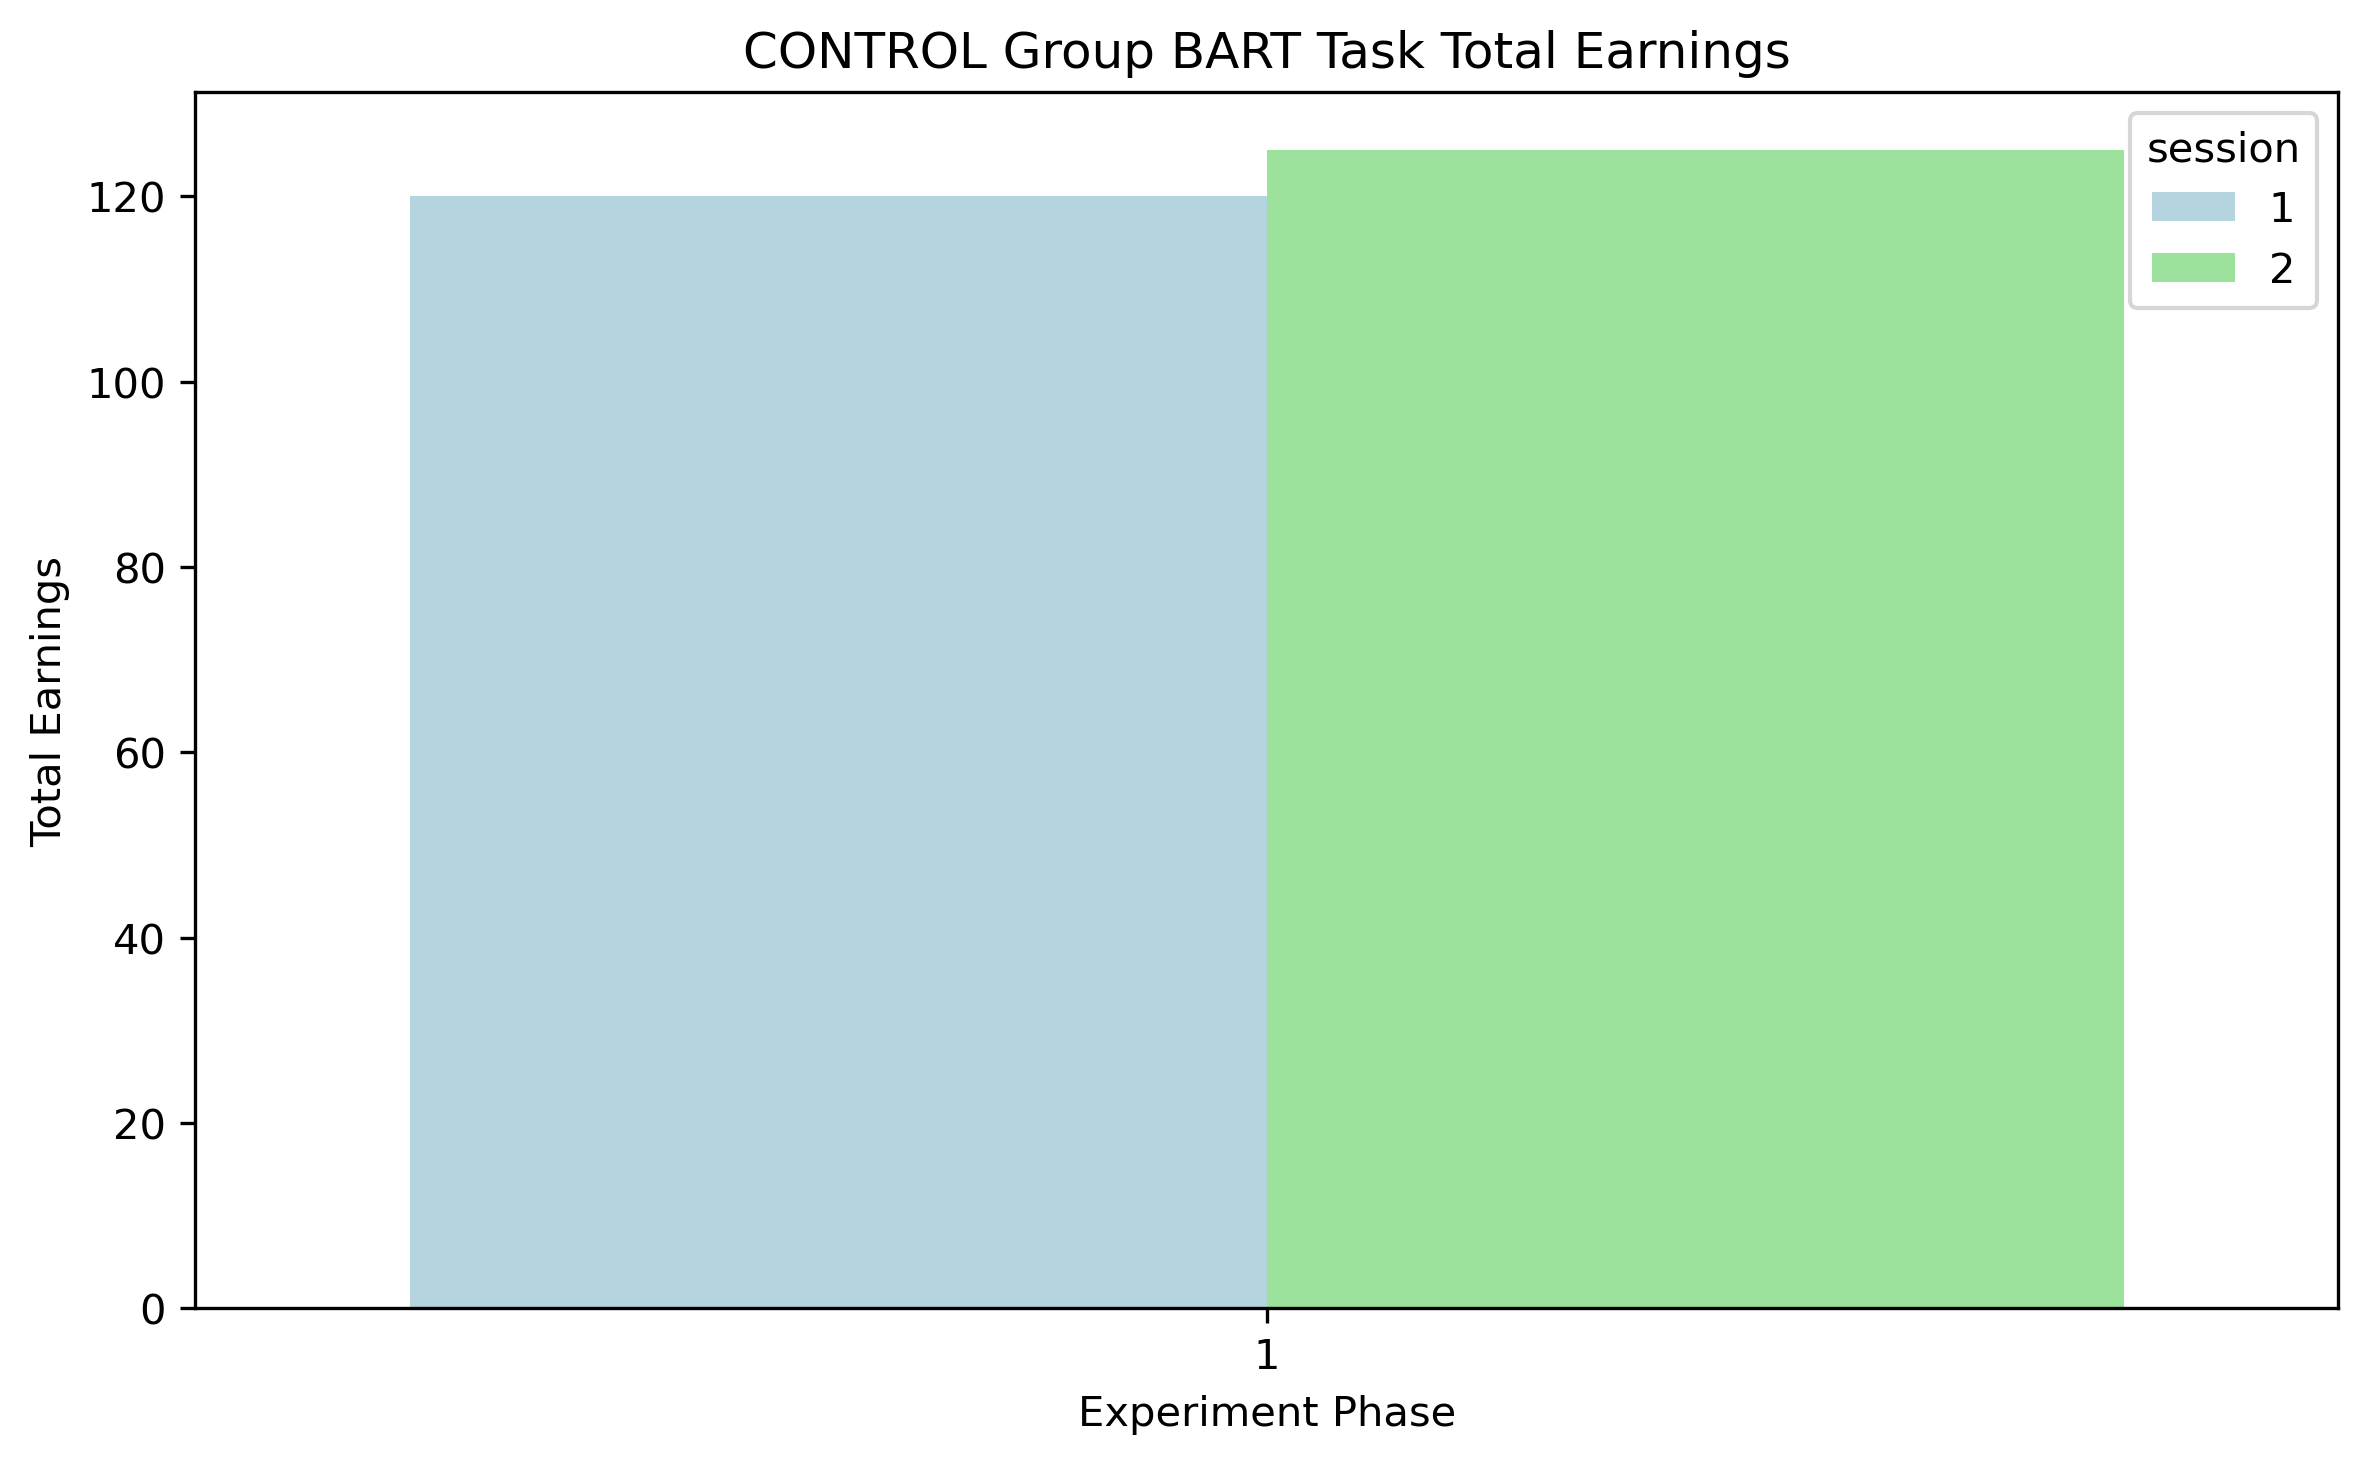 CONTROL Group BART Task Total Earnings
session
1
2
120
100
80
60
40
20
0
Total Earnings
1
Experiment Phase